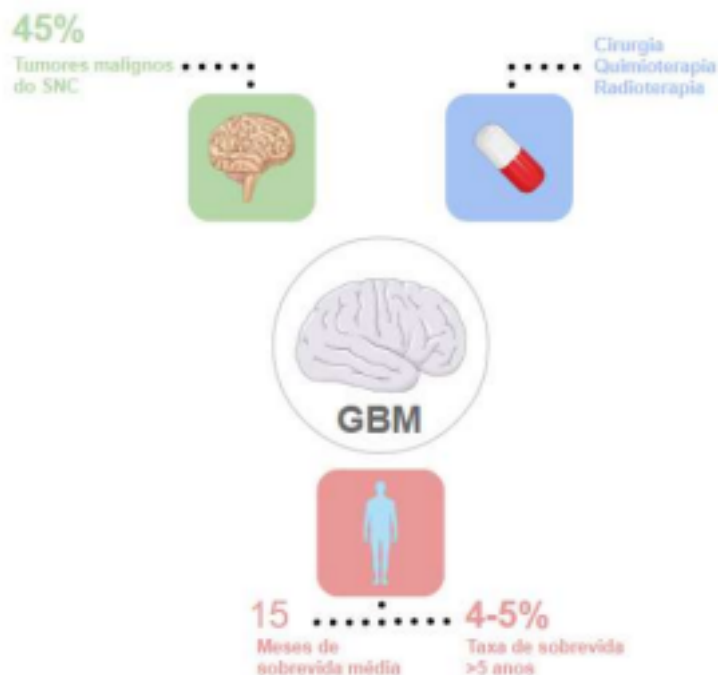 45%
Tumores malignos
do SNC
Cirurgia
Quimioterapia
Radioterapia
GBM
15
Meses de
sobrevida média
4-5%
Taxa de sobrevida
>5 anos